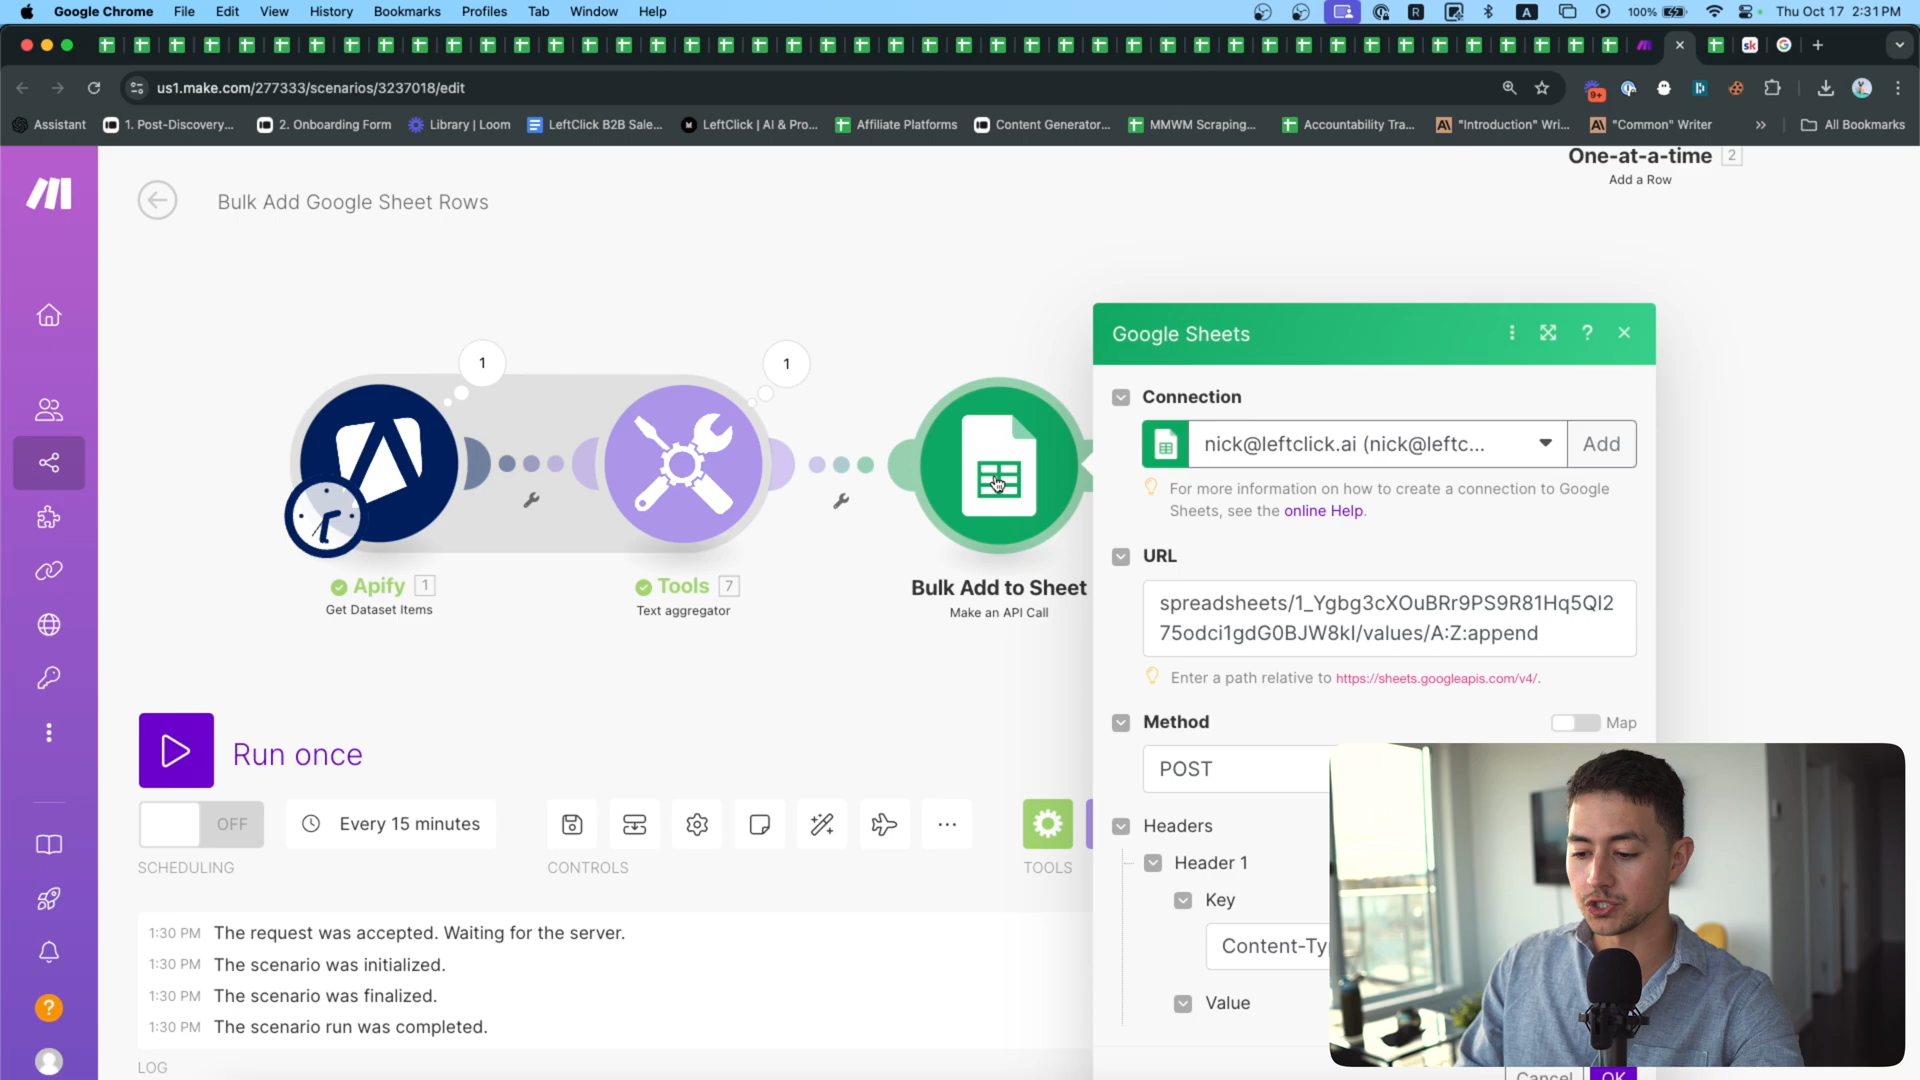 Google Chrome File Edit View History Bookmarks Profiles Tab Window Help
100% Thu Oct 17 2:31 PM
us1.make.com/277333/scenarios/3237018/edit
9+
Assistant 1. Post-Discovery... 2. Onboarding Form Library | Loom LeftClick B2B Sale... LeftClick | AI & Pro... Affiliate Platforms Content Generator... MMWM Scraping... Accountability Tra... "Introduction" Wri... "Common" Writer » All Bookmarks
One-at-a-time 2
Add a Row
Bulk Add Google Sheet Rows
1
1
Apify 1
Get Dataset Items
Tools 7
Text aggregator
Bulk Add to Sheet
Make an API Call
Google Sheets
Connection
nick@leftclick.ai (nick@leftc...
Add
For more information on how to create a connection to Google
Sheets, see the online Help.
URL
spreadsheets/1_Ygbg3cXOuBRr9PS9R81Hq5Ql2
75odci1gdG0BJW8kI/values/A:Z:append
Enter a path relative to https://sheets.googleapis.com/v4/.
Method
Map
POST
Headers
Header 1
Key
Content-Ty
Value
Cancel
OK
Run once
OFF
Every 15 minutes
SCHEDULING
CONTROLS
TOOLS
1:30 PM The request was accepted. Waiting for the server.
1:30 PM The scenario was initialized.
1:30 PM The scenario was finalized.
1:30 PM The scenario run was completed.
LOG